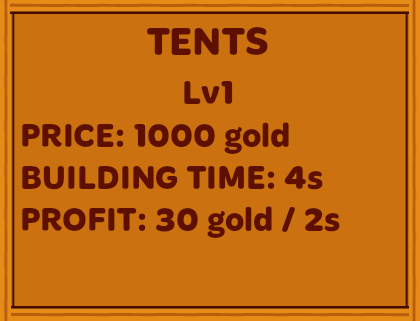 TENTS
Lv1
PRICE: 1000 gold
BUILDING TIME: 4s
PROFIT: 30 gold / 2s